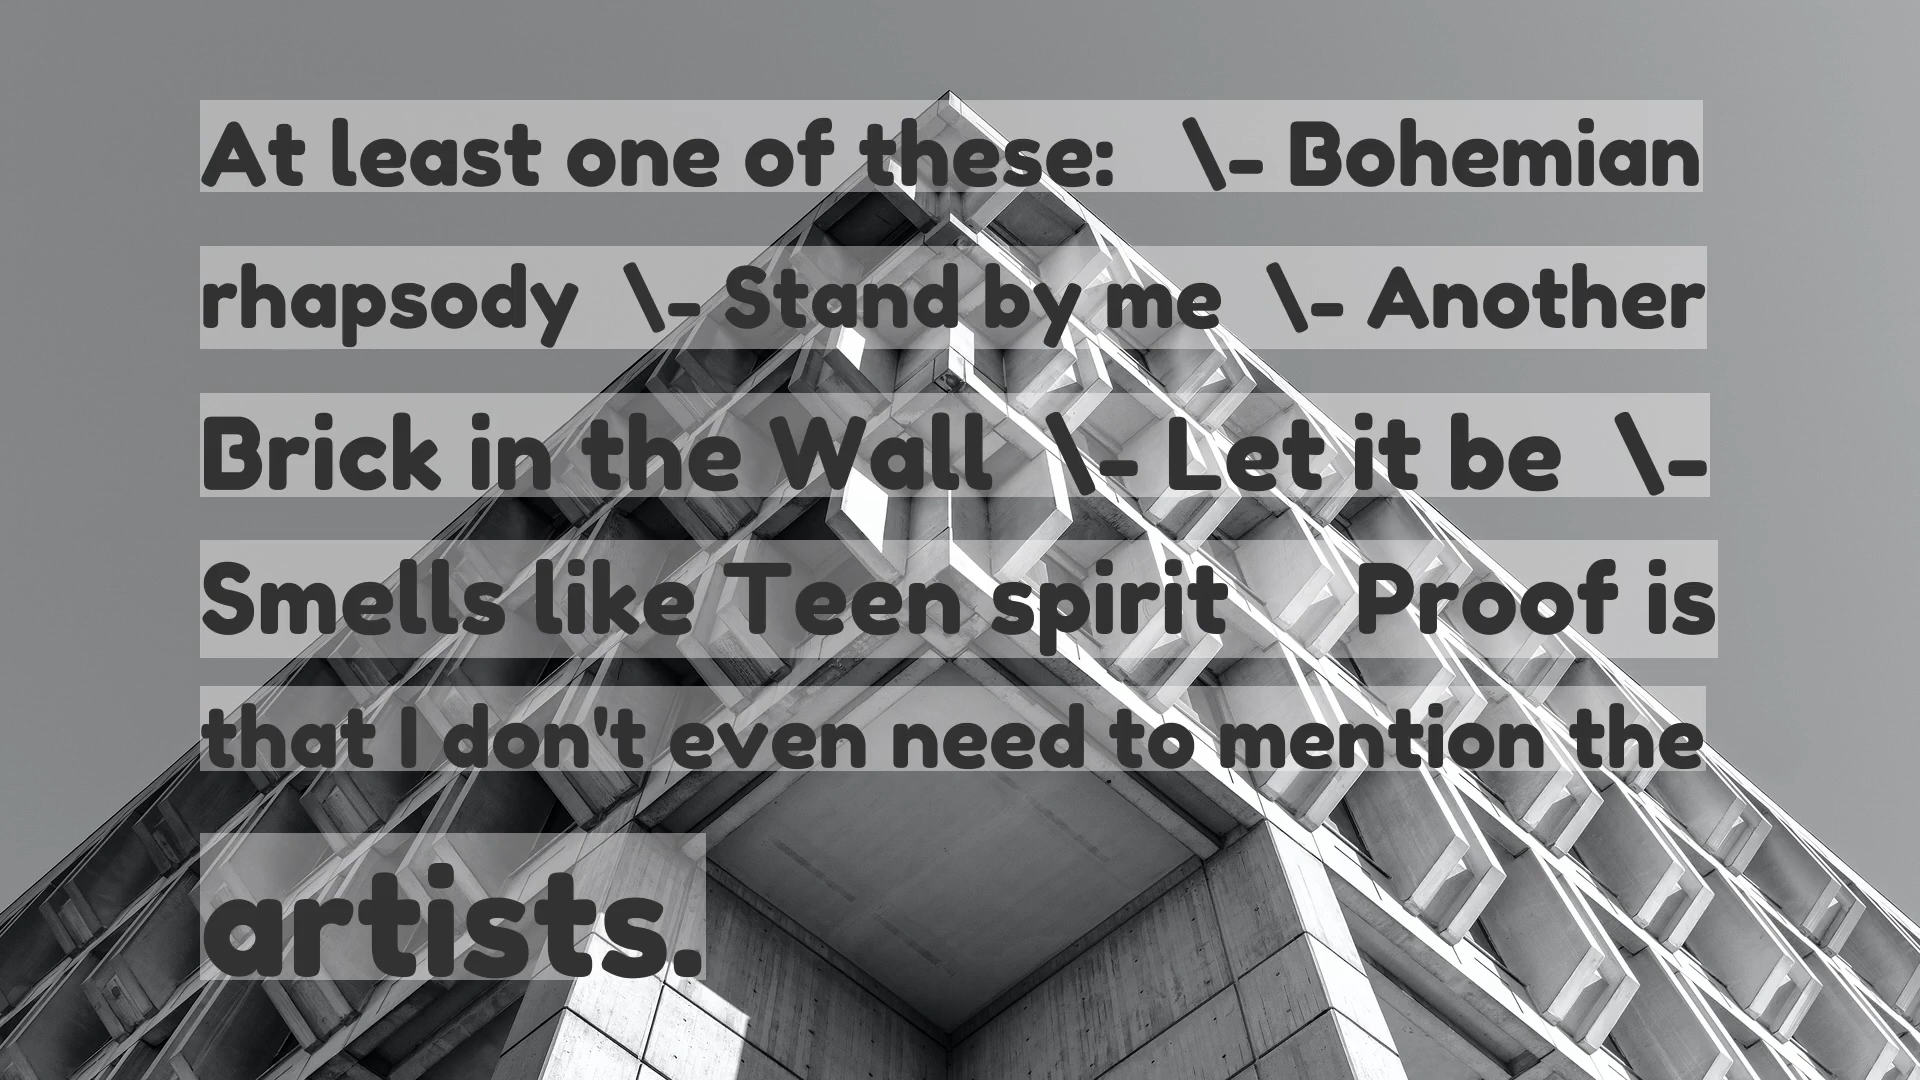 At least one of these:   \- Bohemian
rhapsody  \- Stand by me  \- Another
Brick in the Wall  \- Let it be  \-
Smells like Teen spirit    Proof is
that I don't even need to mention the
artists.